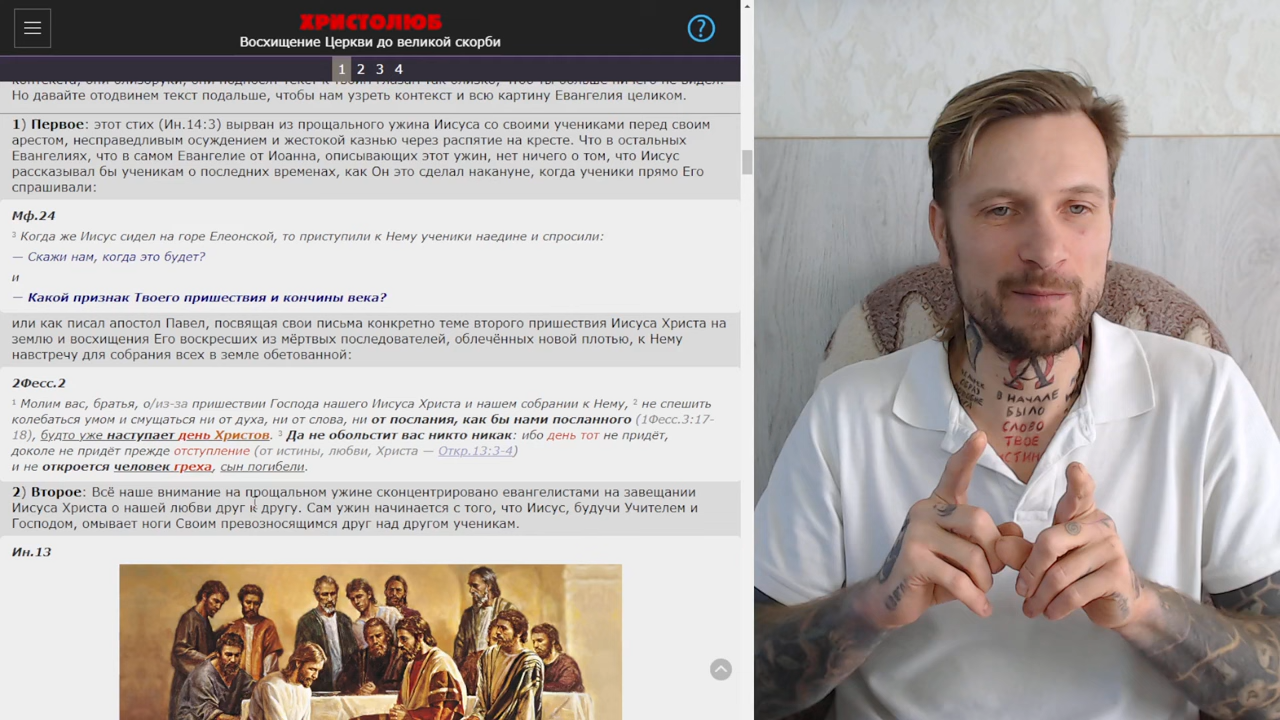 ХРИСТОЛЮБ
Восхищение Церкви до великой скорби
1 2 3 4
Но давайте отодвинем текст подальше, чтобы нам узреть контекст и всю картину Евангелия целиком.
1) Первое: этот стих (Ин.14:3) вырван из прощального ужина Иисуса со своими учениками перед своим
арестом, несправедливым осуждением и жестокой казнью через распятие на кресте. Что в остальных
Евангелиях, что в самом Евангелие от Иоанна, описывающих этот ужин, нет ничего о том, что Иисус
рассказывал бы ученикам о последних временах, как Он это сделал накануне, когда ученики прямо Его
спрашивали:
Мф.24
3 Когда же Иисус сидел на горе Елеонской, то приступили к Нему ученики наедине и спросили:
— Скажи нам, когда это будет?
и
— Какой признак Твоего пришествия и кончины века?
или как писал апостол Павел, посвящая свои письма конкретно теме второго пришествия Иисуса Христа на
землю и восхищения Его воскресших из мёртвых последователей, облечённых новой плотью, к Нему
навстречу для собрания всех в земле обетованной:
2Фесс.2
1 Молим вас, братья, о/из-за пришествии Господа нашего Иисуса Христа и нашем собрании к Нему, 2 не спешить
колебаться умом и смущаться ни от духа, ни от слова, ни от послания, как бы нами посланного (1Фесс.3:17-
18), будто уже наступает день Христов. 3 Да не обольстит вас никто никак: ибо день тот не придёт,
доколе не придёт прежде отступление (от истины, любви, Христа — Откр.13:3-4)
и не откроется человек греха, сын погибели.
2) Второе: Всё наше внимание на прощальном ужине сконцентрировано евангелистами на завещании
Иисуса Христа о нашей любви друг к другу. Сам ужин начинается с того, что Иисус, будучи Учителем и
Господом, омывает ноги Своим превозносящимся друг над другом ученикам.
Ин.13
В НАЧАЛЕ
БЫЛО
СЛОВО
ТВОЕ
ИСТИН